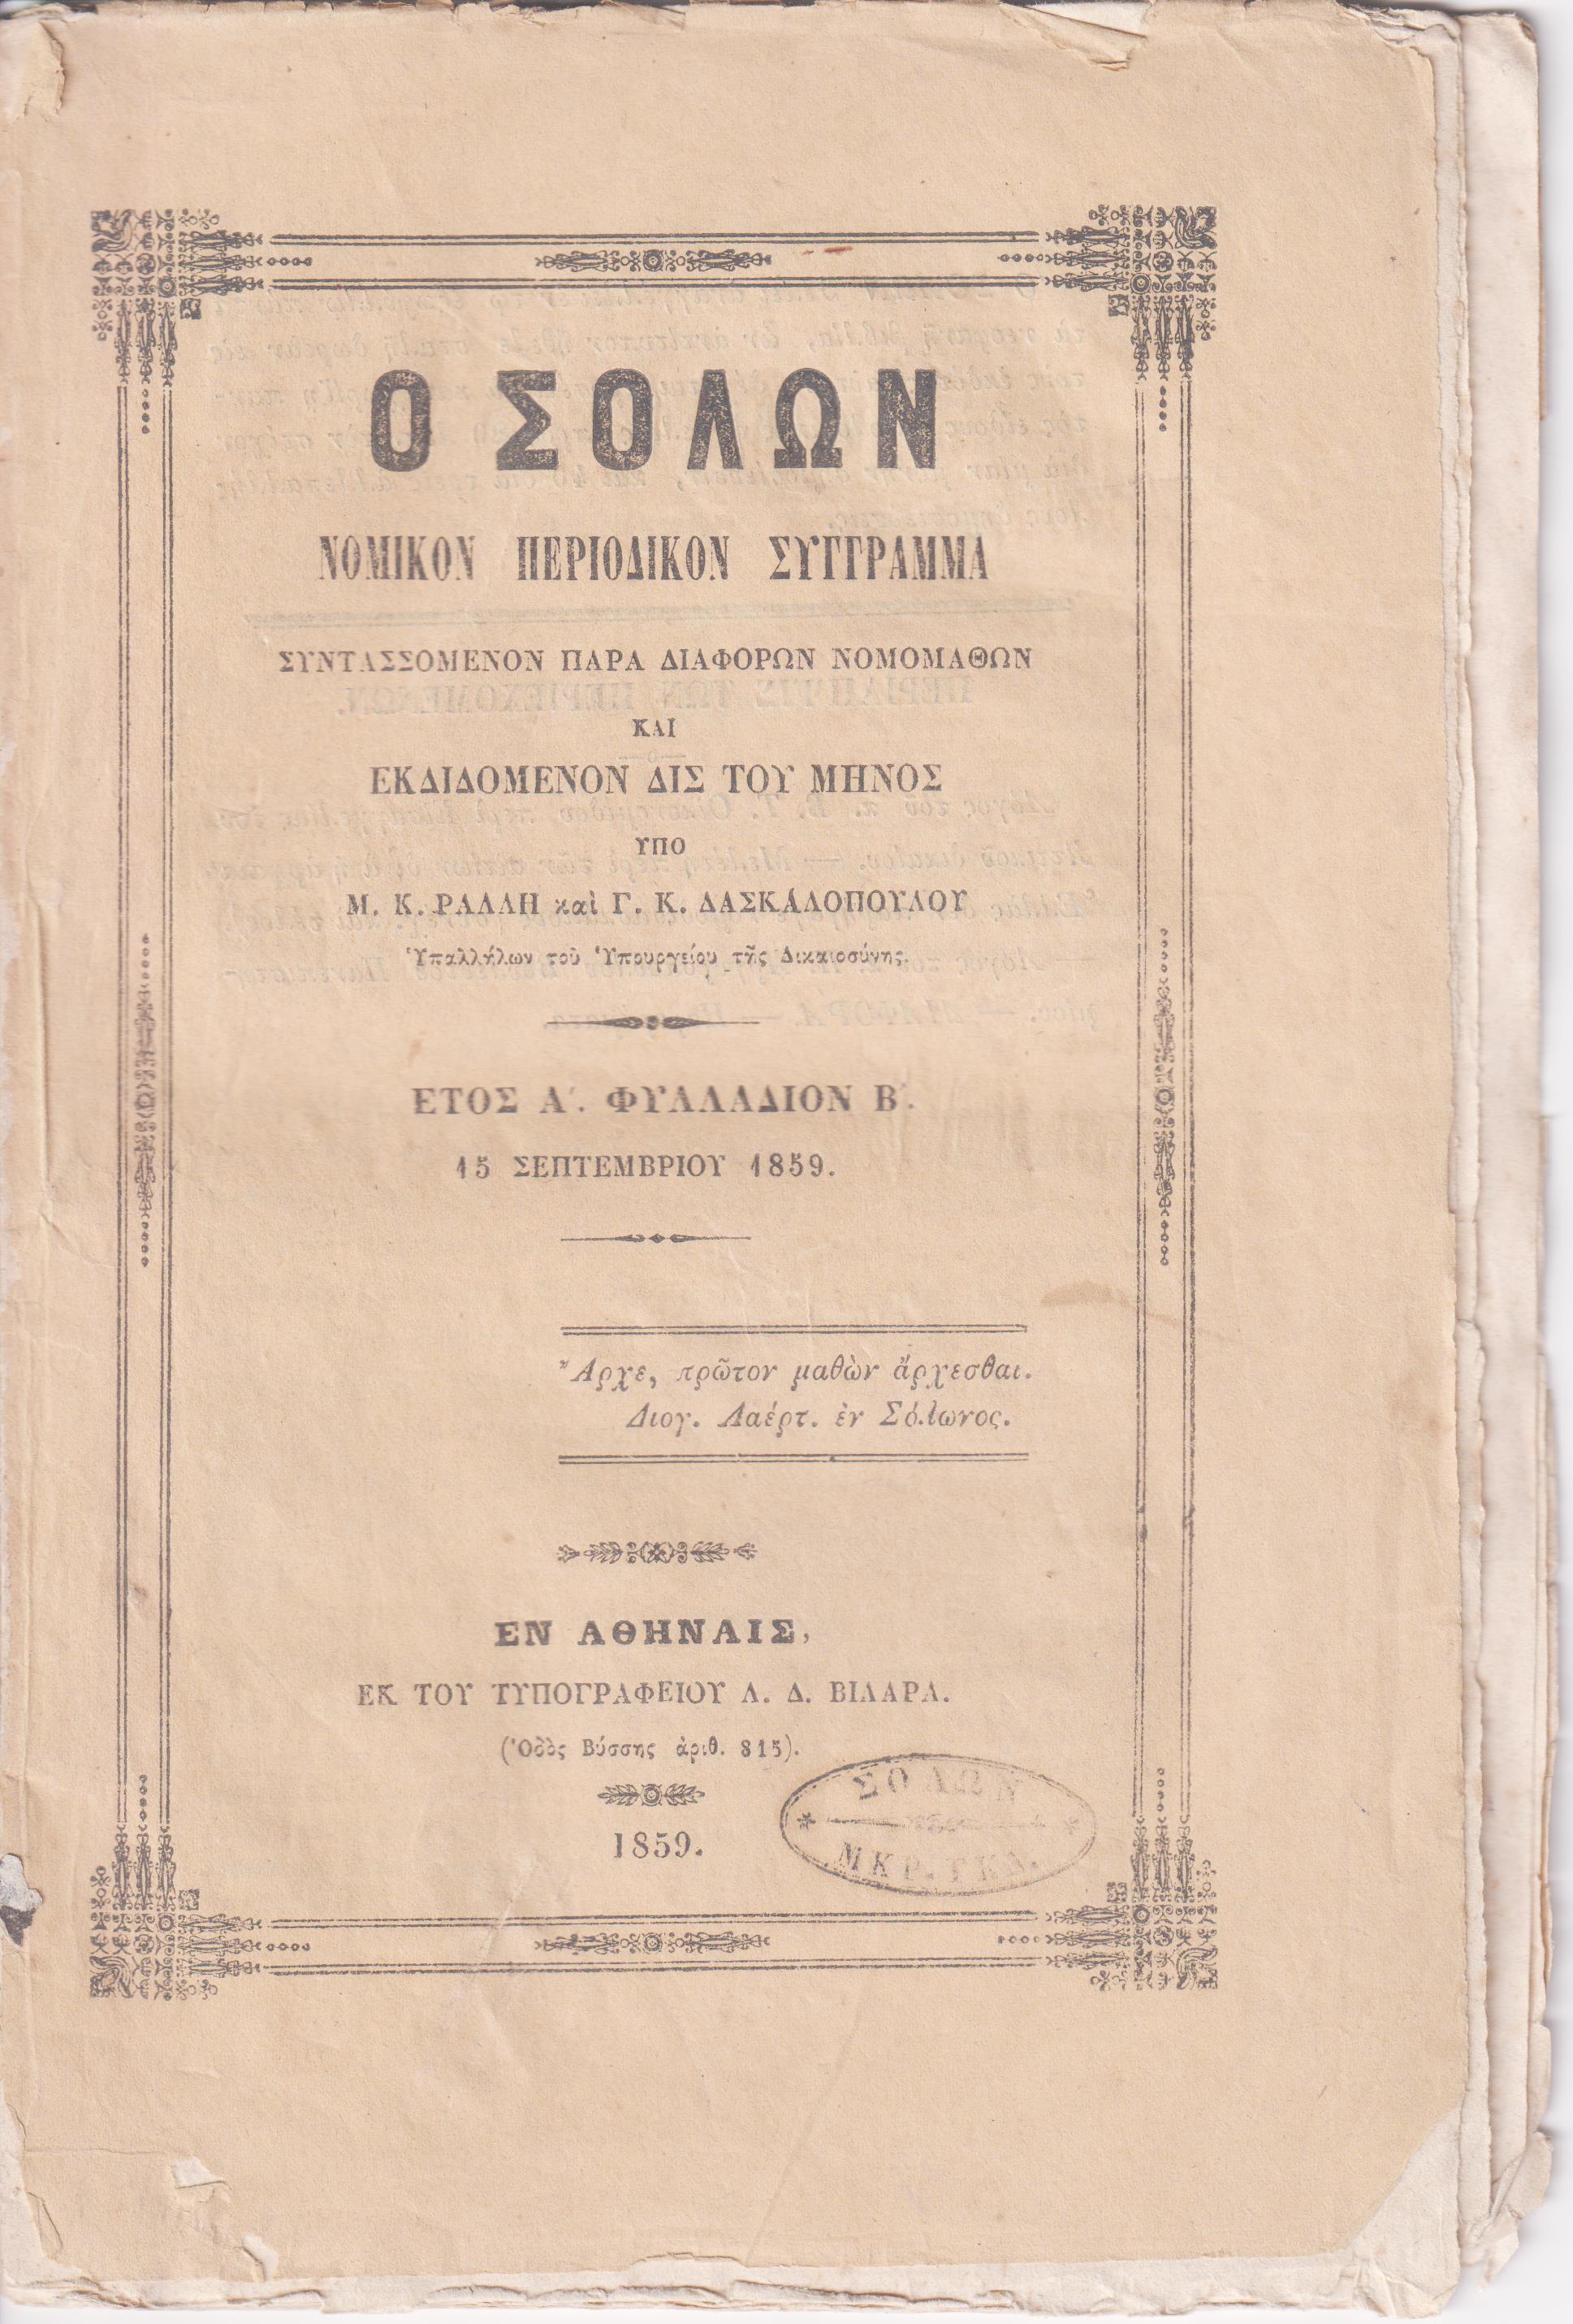 Ο ΣΟΛΩΝ
ΝΟΜΙΚΟΝ ΠΕΡΙΟΔΙΚΟΝ ΣΥΓΓΡΑΜΜΑ
ΣΥΝΤΑΣΣΟΜΕΝΟΝ ΠΑΡΑ ΔΙΑΦΟΡΩΝ ΝΟΜΟΜΑΘΩΝ
ΚΑΙ
ΕΚΔΙΔΟΜΕΝΟΝ ΔΙΣ ΤΟΥ ΜΗΝΟΣ
ΥΠΟ
Μ. Κ. ΡΑΛΛΗ καὶ Γ. Κ. ΔΑΣΚΑΛΟΠΟΥΛΟΥ
Ὑπαλλήλων τοῦ Ὑπουργείου τῆς Δικαιοσύνης.
ΕΤΟΣ Α΄. ΦΥΛΛΑΔΙΟΝ Β΄.
15 ΣΕΠΤΕΜΒΡΙΟΥ 1859.
Ἄρχε, πρῶτον μαθὼν ἄρχεσθαι.
Διογ. Λαέρτ. ἐν Σόλωνος.
ΕΝ ΑΘΗΝΑΙΣ,
ΕΚ ΤΟΥ ΤΥΠΟΓΡΑΦΕΙΟΥ Λ. Δ. ΒΙΛΑΡΑ.
(Ὁδὸς Βύσσης ἀριθ. 815).
1859.
ΣΟΛΩΝ
ΜΚΡ. ΓΚΔ.